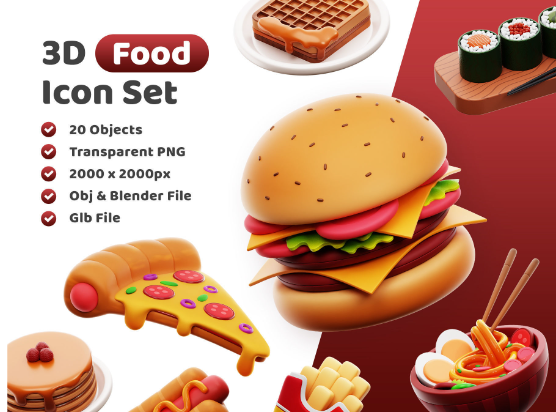 3D Food
Icon Set
20 Objects
Transparent PNG
2000 x 2000px
Obj & Blender File
Glb File